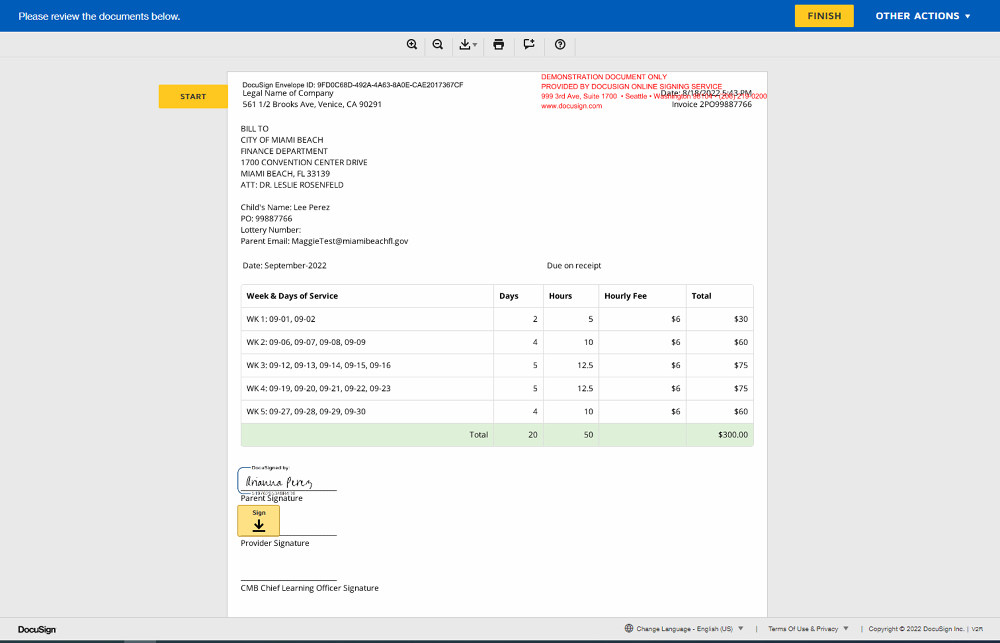 Please review the documents below.
FINISH
OTHER ACTIONS
START
DocuSign Envelope ID: 9FD0C68D-492A-4A63-8A0E-CAE2017367CF
Legal Name of Company
561 1/2 Brooks Ave, Venice, CA 90291
DEMONSTRATION DOCUMENT ONLY
PROVIDED BY DOCUSIGN ONLINE SIGNING SERVICE
999 3rd Ave, Suite 1700 • Seattle • Washington 98104 • (206) 219-0200
www.docusign.com
Date: 8/18/2022 5:43 PM
Invoice 2PO99887766
BILL TO
CITY OF MIAMI BEACH
FINANCE DEPARTMENT
1700 CONVENTION CENTER DRIVE
MIAMI BEACH, FL 33139
ATT: DR. LESLIE ROSENFELD
Child's Name: Lee Perez
PO: 99887766
Lottery Number:
Parent Email: MaggieTest@miamibeachfl.gov
Date: September-2022 Due on receipt
Week & Days of Service Days Hours Hourly Fee Total
WK 1: 09-01, 09-02 2 5 $6 $30
WK 2: 09-06, 09-07, 09-08, 09-09 4 10 $6 $60
WK 3: 09-12, 09-13, 09-14, 09-15, 09-16 5 12.5 $6 $75
WK 4: 09-19, 09-20, 09-21, 09-22, 09-23 5 12.5 $6 $75
WK 5: 09-27, 09-28, 09-29, 09-30 4 10 $6 $60
Total 20 50 $300.00
DocuSigned by:
Arianna Perez
Parent Signature
Sign
Provider Signature
CMB Chief Learning Officer Signature
DocuSign
Change Language - English (US) | Terms Of Use & Privacy | Copyright © 2022 DocuSign Inc. | V2R